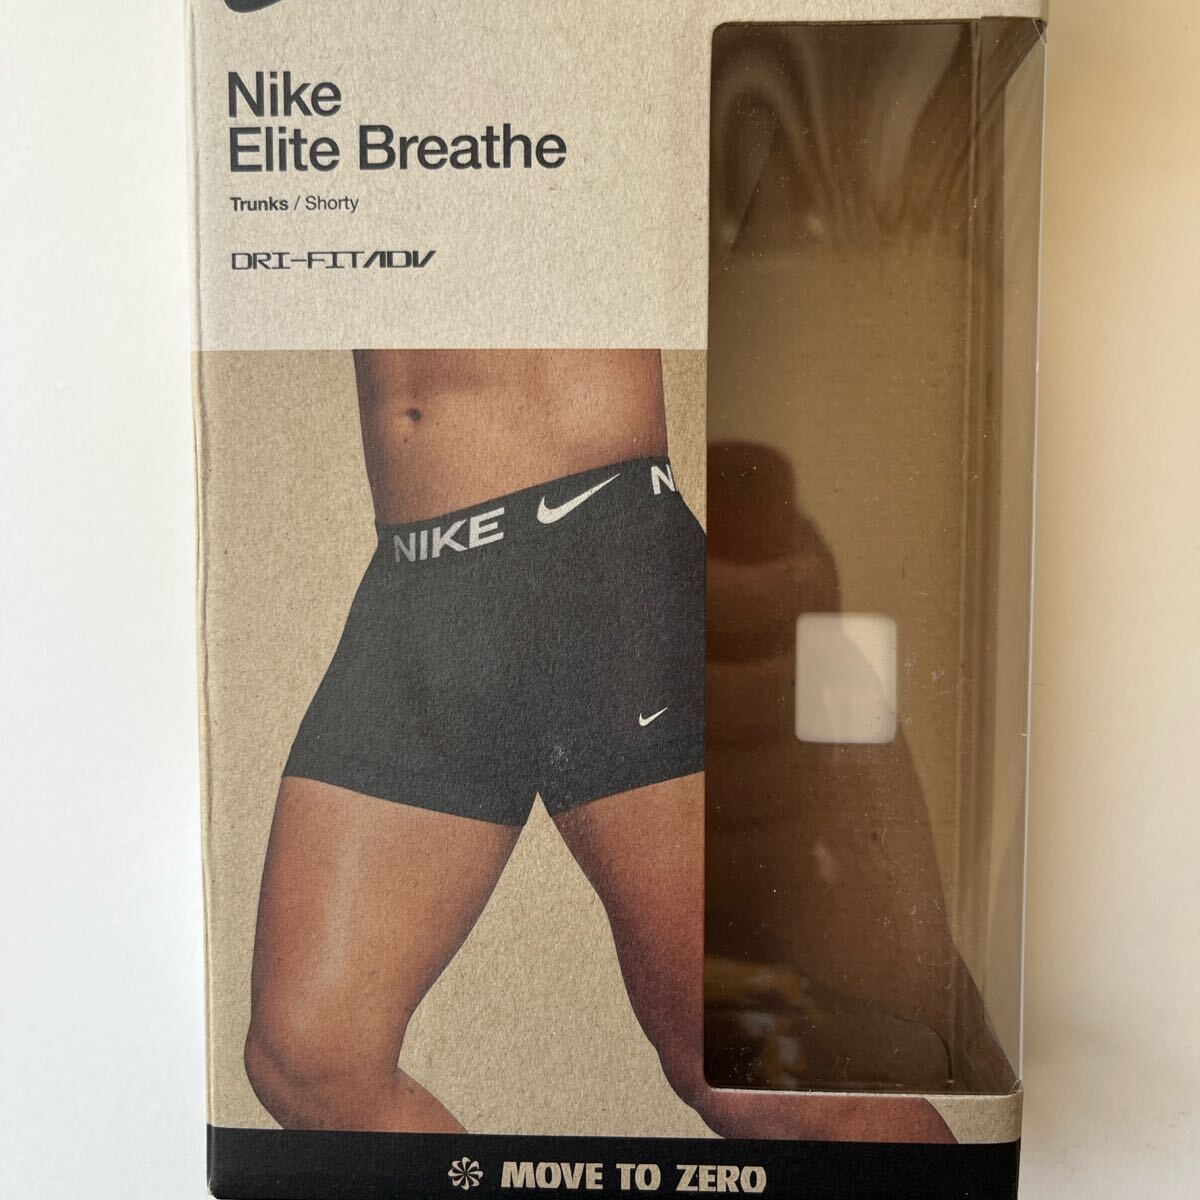 Nike
Elite Breathe
Trunks / Shorty
DRI-FIT ADV
NIKE
N
MOVE TO ZERO